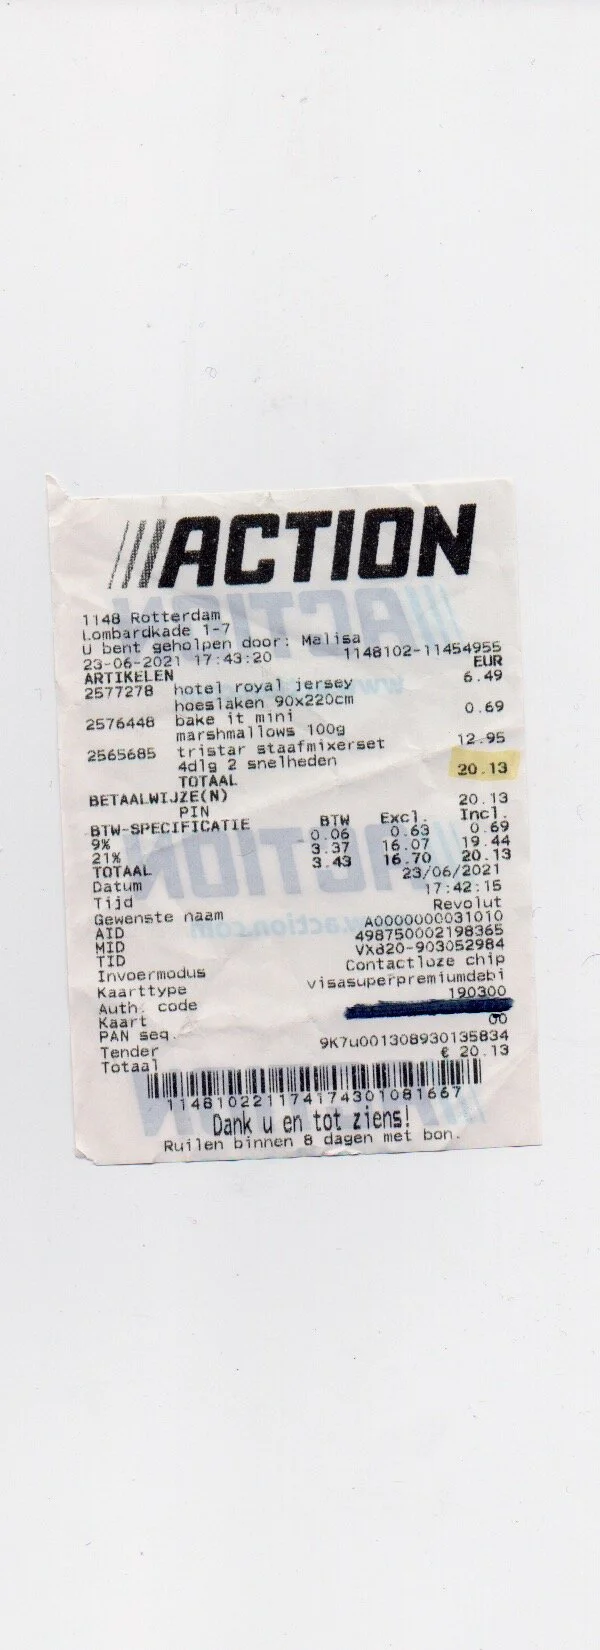 ACTION
1148 Rotterdam
Lombardkade 1-7
U bent geholpen door: Melisa
23-06-2021 17:43:20 1148102-11454955
ARTIKELEN EUR
2577278 hotel royal jersey 6.49
hoeslaken 90x220cm
2576448 bake it mini 0.69
marshmallows 100g
2565685 tristar staafmixerset 12.95
4dlg 2 snelheden
TOTAAL 20.13
BETAALWIJZE(N)
PIN 20.13
BTW-SPECIFICATIE BTW Excl. Incl.
9% 0.06 0.63 0.69
21% 3.37 16.07 19.44
TOTAAL 3.43 16.70 20.13
Datum 23/06/2021
Tijd 17:42:15
Gewenste naam Revolut
AID A0000000031010
MID 498750002198365
TID VX820-903052984
Invoermodus Contactloze chip
Kaarttype visasuperpremiumdebi
Auth. code 190300
Kaart
PAN seq. 00
Tender 9K7u001308930135834
Totaal € 20.13
1148102211741743010816​67
Dank u en tot ziens!
Ruilen binnen 8 dagen met bon.